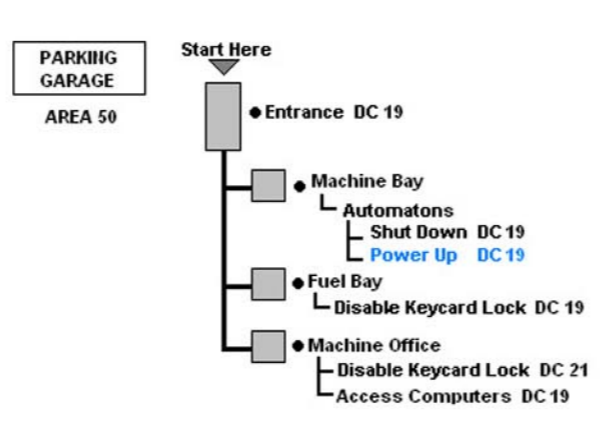 PARKING
GARAGE
AREA 50
Start Here
Entrance DC 19
Machine Bay
Automatons
Shut Down DC 19
Power Up DC 19
Fuel Bay
Disable Keycard Lock DC 19
Machine Office
Disable Keycard Lock DC 21
Access Computers DC 19